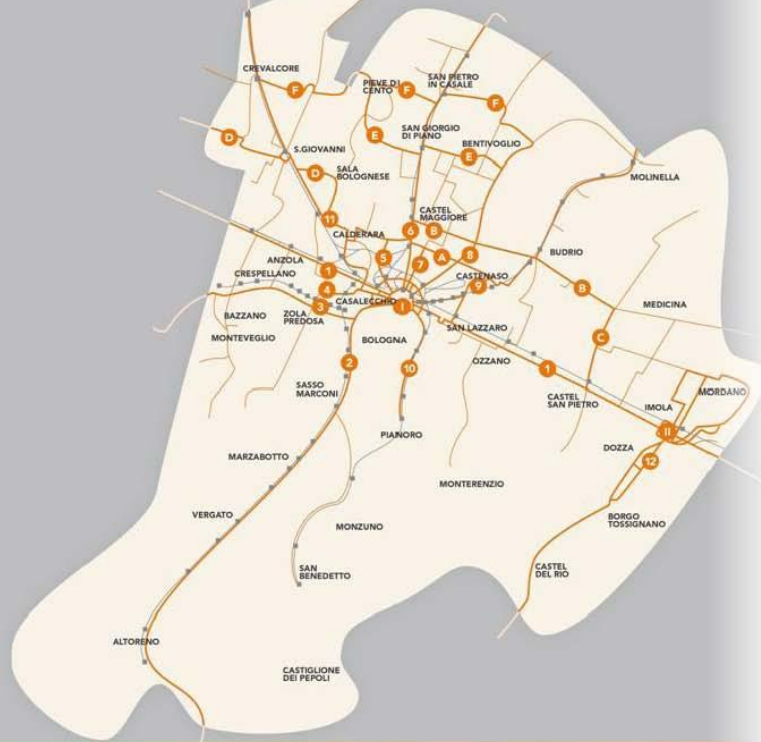 CREVALCORE
F
PIEVE DI
CENTO
F
SAN PIETRO
IN CASALE
F
D
E
SAN GIORGIO
DI PIANO
BENTIVOGLIO
E
S.GIOVANNI
D
SALA
BOLOGNESE
MOLINELLA
11
CALDERARA
CASTEL
MAGGIORE
6
B
ANZOLA
5
7
A
8
BUDRIO
1
CRESPELLANO
4
CASTENASO
9
B
BAZZANO
ZOLA
PREDOSA
3
CASALECCHIO
I
MEDICINA
MONTEVEGLIO
BOLOGNA
SAN LAZZARO
C
2
10
OZZANO
1
SASSO
MARCONI
CASTEL
SAN PIETRO
IMOLA
MORDANO
II
PIANORO
DOZZA
12
MARZABOTTO
MONTERENZIO
VERGATO
MONZUNO
BORGO
TOSSIGNANO
SAN
BENEDETTO
CASTEL
DEL RIO
ALTORENO
CASTIGLIONE
DEI PEPOLI